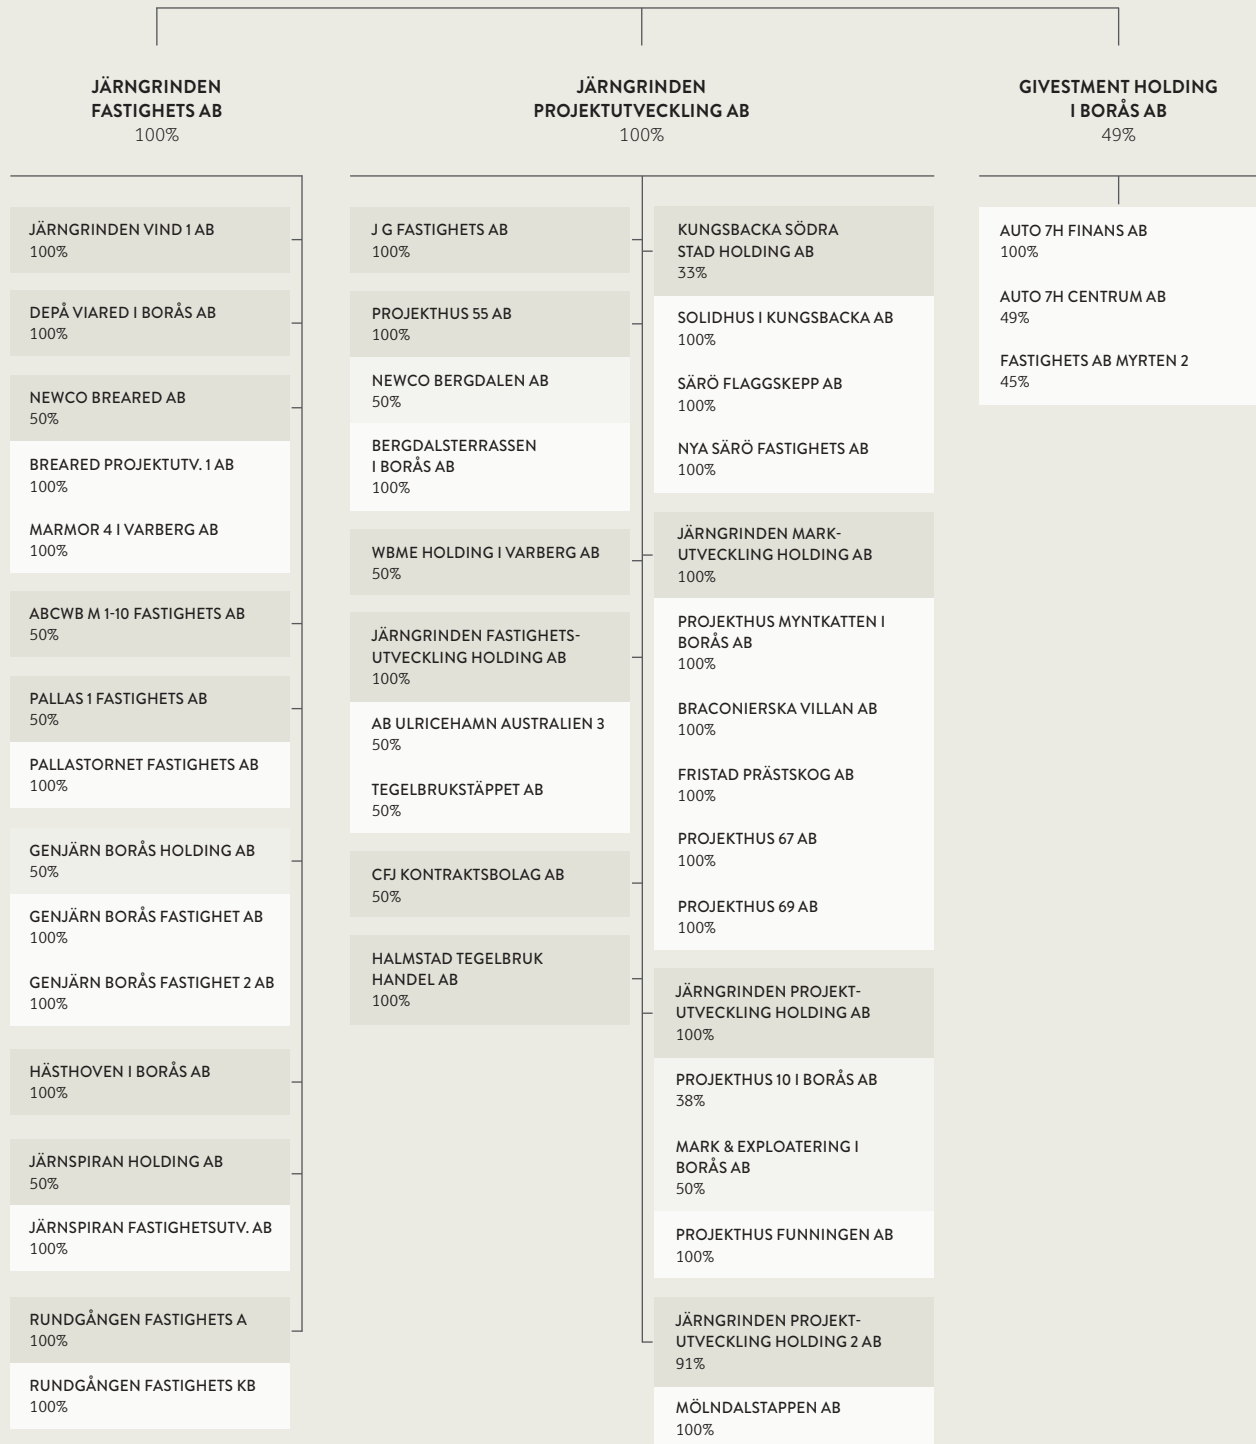 JÄRNGRINDEN
FASTIGHETS AB
100%
JÄRNGRINDEN VIND 1 AB
100%
DEPÅ VIARED I BORÅS AB
100%
NEWCO BREARED AB
50%
BREARED PROJEKTUTV. 1 AB
100%
MARMOR 4 I VARBERG AB
100%
ABCWB M 1-10 FASTIGHETS AB
50%
PALLAS 1 FASTIGHETS AB
50%
PALLASTORNET FASTIGHETS AB
100%
GENJÄRN BORÅS HOLDING AB
50%
GENJÄRN BORÅS FASTIGHET AB
100%
GENJÄRN BORÅS FASTIGHET 2 AB
100%
HÄSTHOVEN I BORÅS AB
100%
JÄRNSPIRAN HOLDING AB
50%
JÄRNSPIRAN FASTIGHETSUTV. AB
100%
RUNDGÅNGEN FASTIGHETS A
100%
RUNDGÅNGEN FASTIGHETS KB
100%
JÄRNGRINDEN
PROJEKTUTVECKLING AB
100%
J G FASTIGHETS AB
100%
PROJEKTHUS 55 AB
100%
NEWCO BERGDALEN AB
50%
BERGDALSTERRASSEN
I BORÅS AB
100%
WBME HOLDING I VARBERG AB
50%
JÄRNGRINDEN FASTIGHETS-
UTVECKLING HOLDING AB
100%
AB ULRICEHAMN AUSTRALIEN 3
50%
TEGELBRUKSTÄPPET AB
50%
CFJ KONTRAKTSBOLAG AB
50%
HALMSTAD TEGELBRUK
HANDEL AB
100%
KUNGSBACKA SÖDRA
STAD HOLDING AB
33%
SOLIDHUS I KUNGSBACKA AB
100%
SÄRÖ FLAGGSKEPP AB
100%
NYA SÄRÖ FASTIGHETS AB
100%
JÄRNGRINDEN MARK-
UTVECKLING HOLDING AB
100%
PROJEKTHUS MYNTKATTEN I
BORÅS AB
100%
BRACONIERSKA VILLAN AB
100%
FRISTAD PRÄSTSKOG AB
100%
PROJEKTHUS 67 AB
100%
PROJEKTHUS 69 AB
100%
JÄRNGRINDEN PROJEKT-
UTVECKLING HOLDING AB
100%
PROJEKTHUS 10 I BORÅS AB
38%
MARK & EXPLOATERING I
BORÅS AB
50%
PROJEKTHUS FUNNINGEN AB
100%
JÄRNGRINDEN PROJEKT-
UTVECKLING HOLDING 2 AB
91%
MÖLNDALSTAPPEN AB
100%
GIVESTMENT HOLDING
I BORÅS AB
49%
AUTO 7H FINANS AB
100%
AUTO 7H CENTRUM AB
49%
FASTIGHETS AB MYRTEN 2
45%